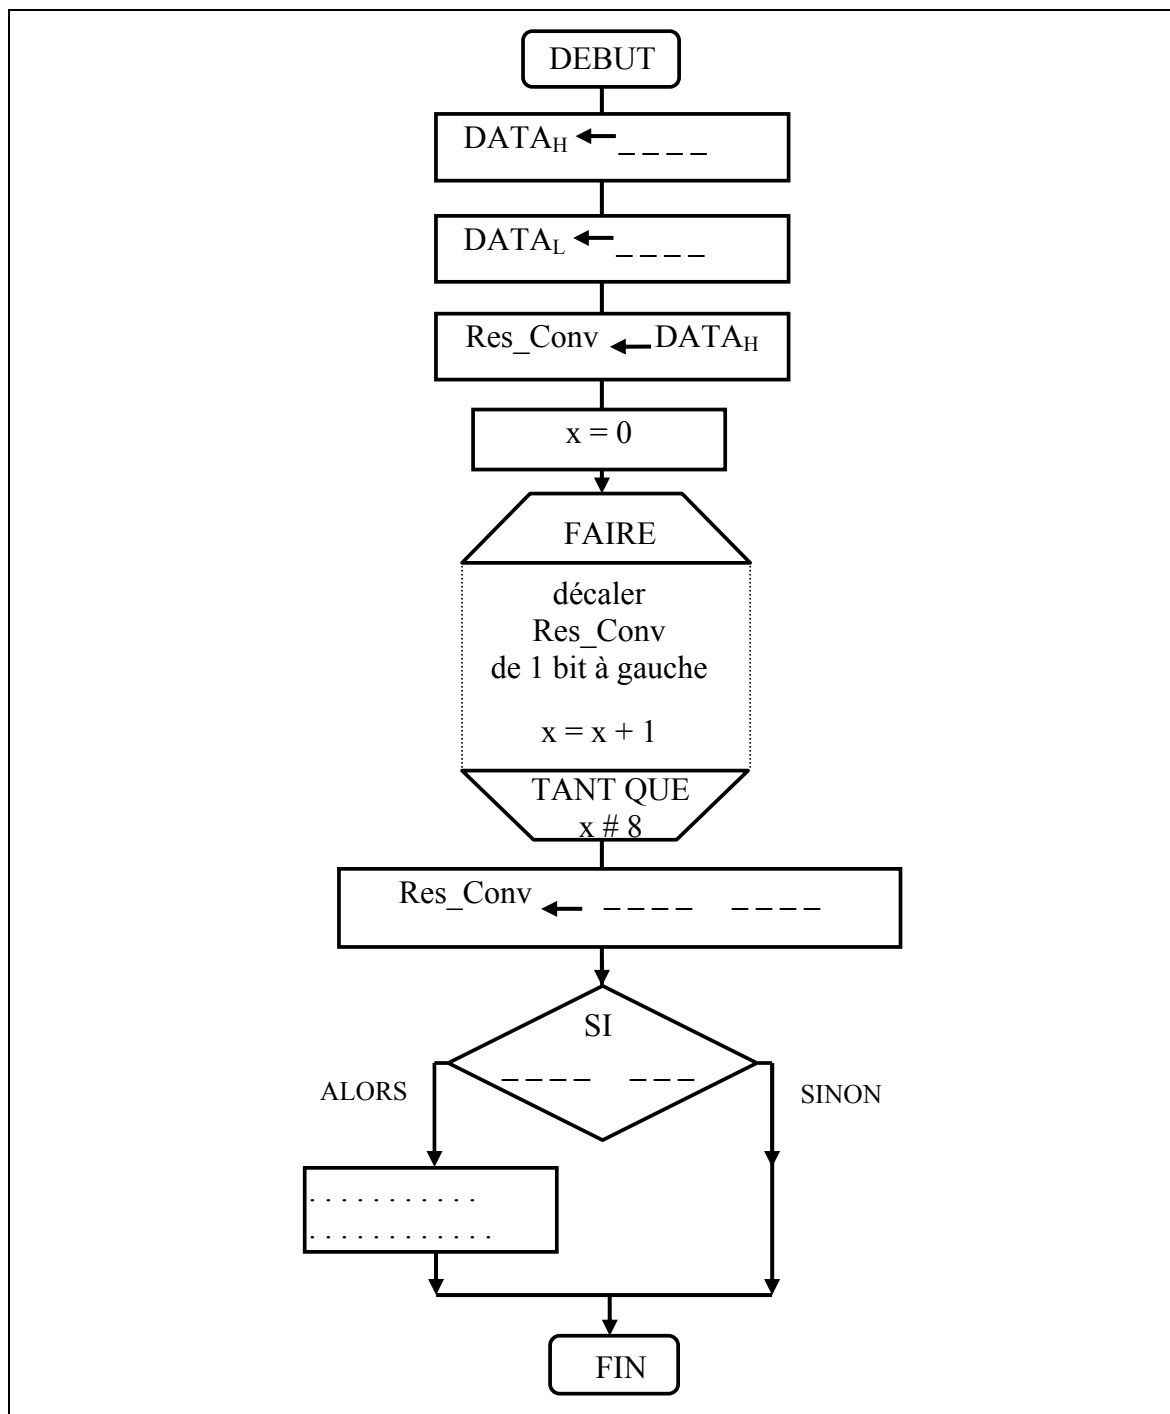 DEBUT
DATAH ← _ _ _ _
DATAL ← _ _ _ _
Res_Conv ← DATAH
x = 0
FAIRE
décaler
Res_Conv
de 1 bit à gauche
x = x + 1
TANT QUE
x # 8
Res_Conv ← _ _ _ _ _ _ _ _
SI
_ _ _ _ _ _ _
ALORS
SINON
. . . . . . . . . . .
. . . . . . . . . . . .
FIN